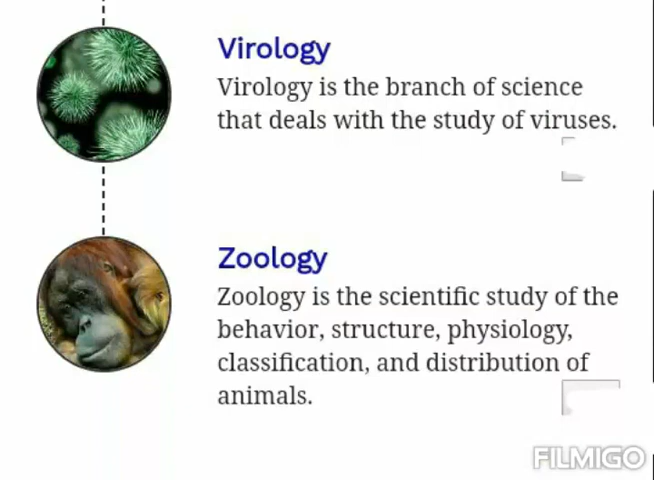 Virology
Virology is the branch of science
that deals with the study of viruses.
Zoology
Zoology is the scientific study of the
behavior, structure, physiology,
classification, and distribution of
animals.
FILMIGO